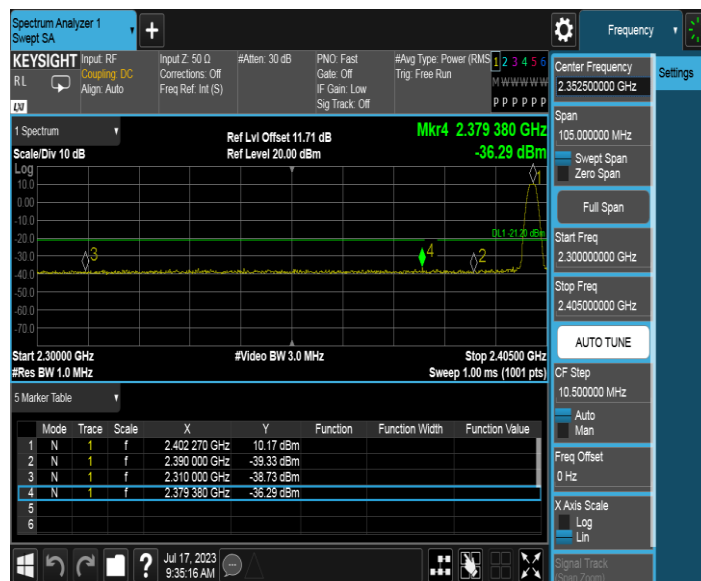 Spectrum Analyzer 1
Swept SA
+
Frequency
Settings
KEYSIGHT
RL
LXI
Input: RF
Coupling: DC
Align: Auto
Input Z: 50 Ω
Corrections: Off
Freq Ref: Int (S)
#Atten: 30 dB
PNO: Fast
Gate: Off
IF Gain: Low
Sig Track: Off
#Avg Type: Power (RMS
Trig: Free Run
1 2 3 4 5 6
M W W W W W
P P P P P P
1 Spectrum
Scale/Div 10 dB
Ref Lvl Offset 11.71 dB
Ref Level 20.00 dBm
Mkr4 2.379 380 GHz
-36.29 dBm
Log
10.0
0.00
-10.0
-20.0
-30.0
-40.0
-50.0
-60.0
-70.0
1
DL1 -21.20 dBm
3
4
2
Start 2.30000 GHz
#Video BW 3.0 MHz
Stop 2.40500 GHz
#Res BW 1.0 MHz
Sweep 1.00 ms (1001 pts)
5 Marker Table
Mode Trace Scale X Y Function Function Width Function Value
1 N 1 f 2.402 270 GHz 10.17 dBm
2 N 1 f 2.390 000 GHz -39.33 dBm
3 N 1 f 2.310 000 GHz -38.73 dBm
4 N 1 f 2.379 380 GHz -36.29 dBm
5
6
?
Jul 17, 2023
9:35:16 AM
Center Frequency
2.352500000 GHz
Span
105.000000 MHz
Swept Span
Zero Span
Full Span
Start Freq
2.300000000 GHz
Stop Freq
2.405000000 GHz
AUTO TUNE
CF Step
10.500000 MHz
Auto
Man
Freq Offset
0 Hz
X Axis Scale
Log
Lin
Signal Track
(Span Zoom)